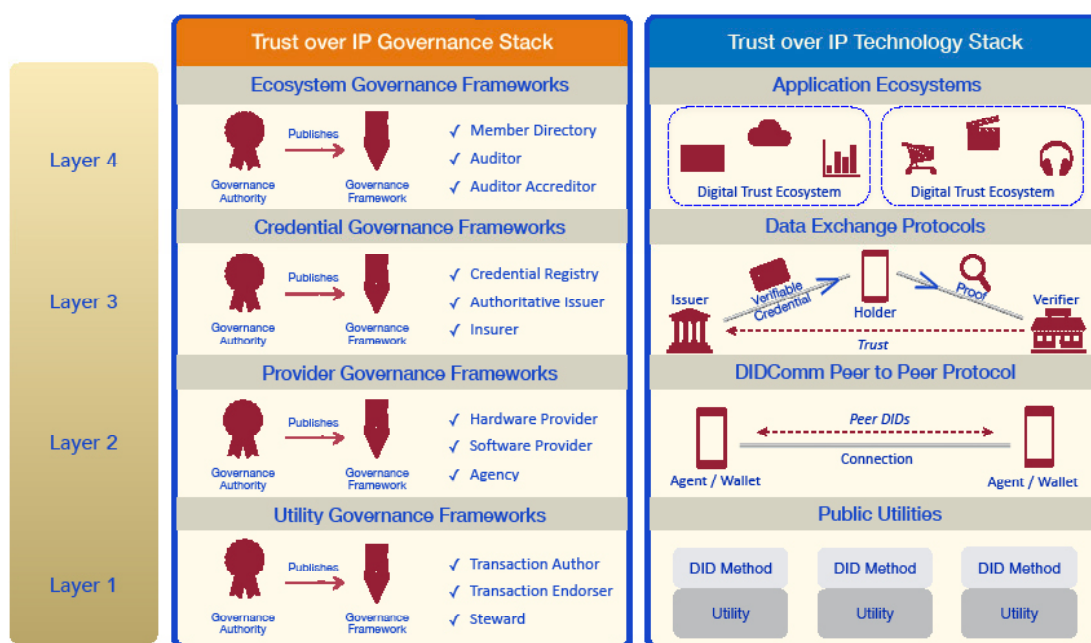 Trust over IP Governance Stack
Trust over IP Technology Stack
Layer 4
Ecosystem Governance Frameworks
Publishes
Governance
Authority
Governance
Framework
✓ Member Directory
✓ Auditor
✓ Auditor Accreditor
Application Ecosystems
Digital Trust Ecosystem
Digital Trust Ecosystem
Layer 3
Credential Governance Frameworks
Publishes
Governance
Authority
Governance
Framework
✓ Credential Registry
✓ Authoritative Issuer
✓ Insurer
Data Exchange Protocols
Issuer
Verifiable
Credential
Holder
Proof
Verifier
Trust
Layer 2
Provider Governance Frameworks
Publishes
Governance
Authority
Governance
Framework
✓ Hardware Provider
✓ Software Provider
✓ Agency
DIDComm Peer to Peer Protocol
Peer DIDs
Connection
Agent / Wallet
Agent / Wallet
Layer 1
Utility Governance Frameworks
Publishes
Governance
Authority
Governance
Framework
✓ Transaction Author
✓ Transaction Endorser
✓ Steward
Public Utilities
DID Method
DID Method
DID Method
Utility
Utility
Utility